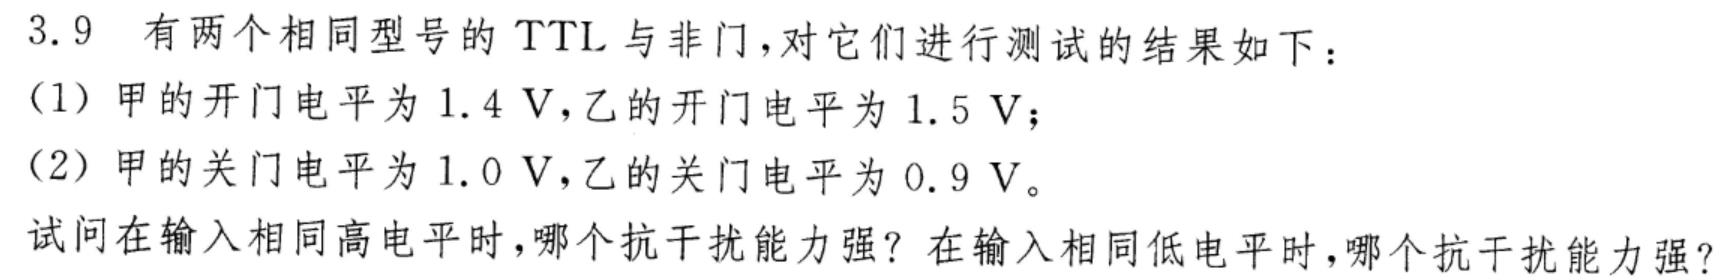 3.9 有两个相同型号的 TTL 与非门,对它们进行测试的结果如下:
(1) 甲的开门电平为 1.4 V,乙的开门电平为 1.5 V;
(2) 甲的关门电平为 1.0 V,乙的关门电平为 0.9 V。
试问在输入相同高电平时,哪个抗干扰能力强? 在输入相同低电平时,哪个抗干扰能力强?